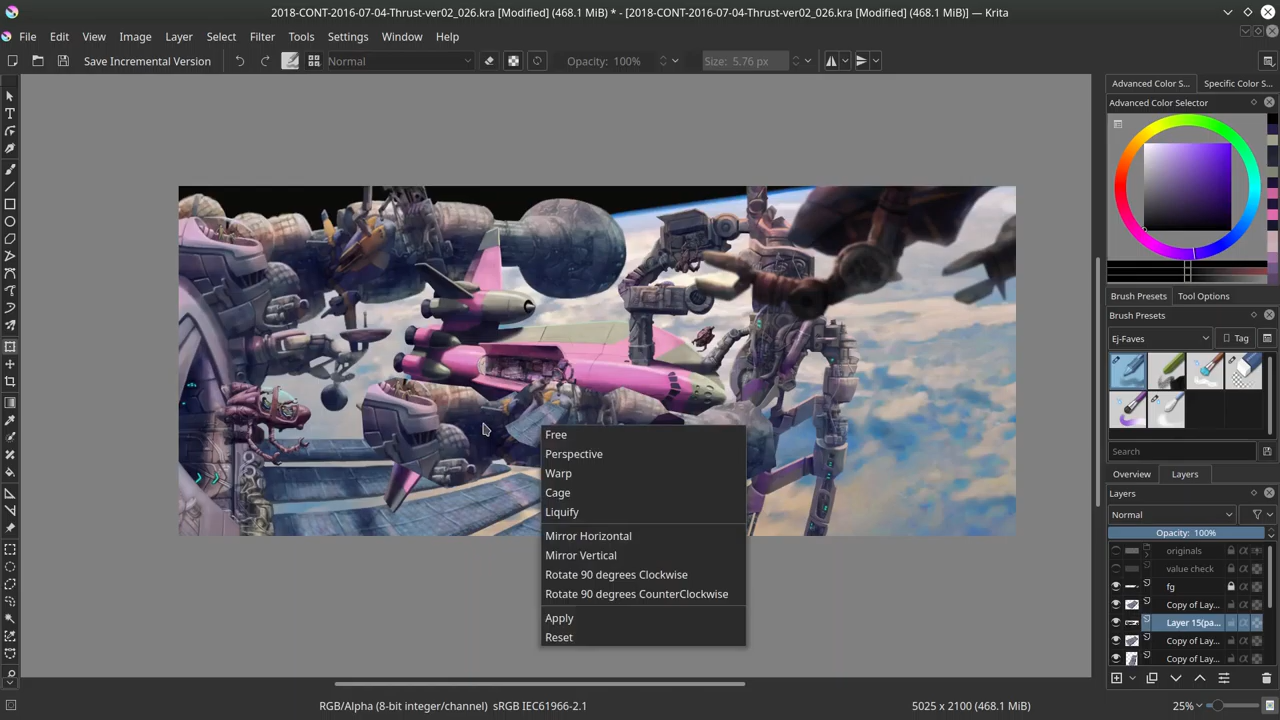 2018-CONT-2016-07-04-Thrust-ver02_026.kra [Modified] (468.1 MiB) * - [2018-CONT-2016-07-04-Thrust-ver02_026.kra [Modified] (468.1 MiB)] — Krita
File Edit View Image Layer Select Filter Tools Settings Window Help
Save Incremental Version Normal Opacity: 100% Size: 5.76 px
Advanced Color S... Specific Color S...
Advanced Color Selector
Brush Presets Tool Options
Brush Presets
Ej-Faves Tag
Search
Overview Layers
Layers
Normal
Opacity: 100%
originals
value check
fg
Copy of Lay...
Layer 15(pa...
Copy of Lay...
Copy of Lay...
Free
Perspective
Warp
Cage
Liquify
Mirror Horizontal
Mirror Vertical
Rotate 90 degrees Clockwise
Rotate 90 degrees CounterClockwise
Apply
Reset
RGB/Alpha (8-bit integer/channel) sRGB IEC61966-2.1 5025 x 2100 (468.1 MiB) 25%